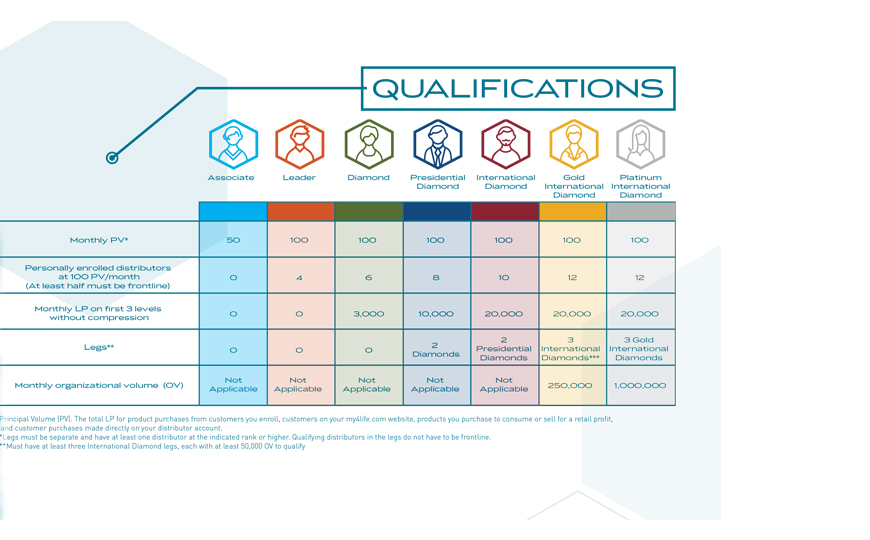 QUALIFICATIONS
Associate
Leader
Diamond
Presidential
Diamond
International
Diamond
Gold
International
Diamond
Platinum
International
Diamond
Monthly PV* 50 100 100 100 100 100 100
Personally enrolled distributors
at 100 PV/month
(At least half must be frontline)
0 4 6 8 10 12 12
Monthly LP on first 3 levels
without compression
0 0 3,000 10,000 20,000 20,000 20,000
Legs** 0 0 0
2
Diamonds
2
Presidential
Diamonds
3
International
Diamonds***
3 Gold
International
Diamonds
Monthly organizational volume (OV)
Not
Applicable
Not
Applicable
Not
Applicable
Not
Applicable
Not
Applicable
250,000 1,000,000
Principal Volume (PV). The total LP for product purchases from customers you enroll, customers on your my4life.com website, products you purchase to consume or sell for a retail profit,
and customer purchases made directly on your distributor account.
*Legs must be separate and have at least one distributor at the indicated rank or higher. Qualifying distributors in the legs do not have to be frontline.
**Must have at least three International Diamond legs, each with at least 50,000 OV to qualify